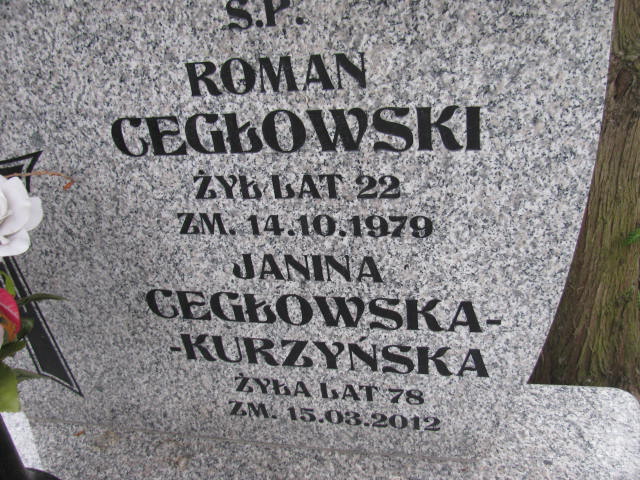 Ś.P.
ROMAN
CEGŁOWSKI
ŻYŁ LAT 22
ZM. 14.10.1979
JANINA
CEGŁOWSKA-
-KURZYŃSKA
ŻYŁA LAT 78
ZM. 15.03.2012